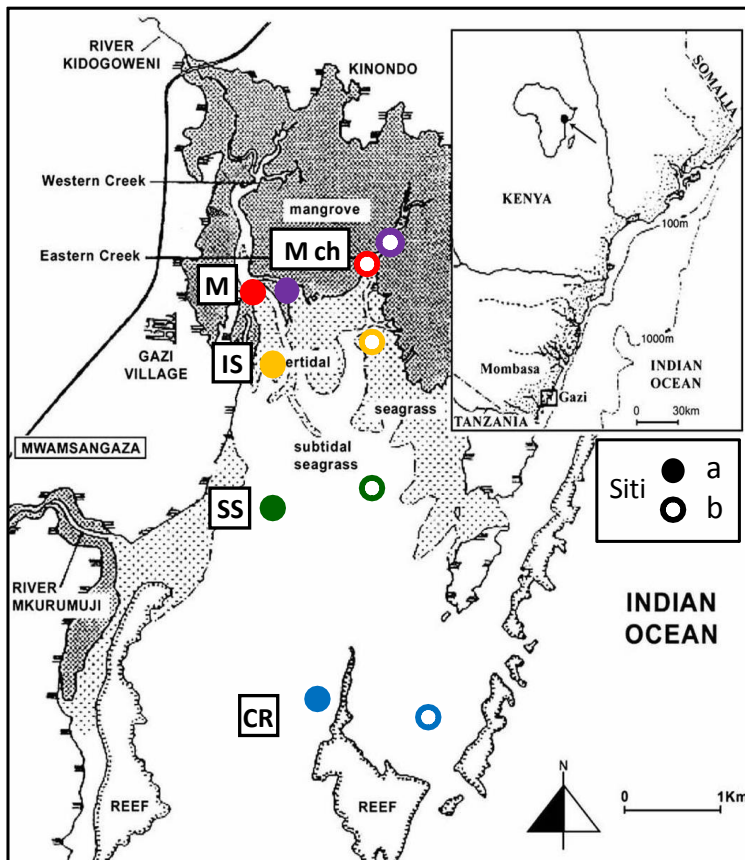 RIVER
KIDOGOWENI
KINONDO
Western Creek
mangrove
Eastern Creek
M ch
M
GAZI
VILLAGE
IS
ertidal
seagrass
MWAMSANGAZA
subtidal
seagrass
SS
RIVER
MKURUMUJI
CR
REEF
REEF
INDIAN
OCEAN
N
0 1Km
SOMALIA
KENYA
100m
1000m
Mombasa
INDIAN
OCEAN
Gazi
TANZANIA
0 30km
Siti
a
b